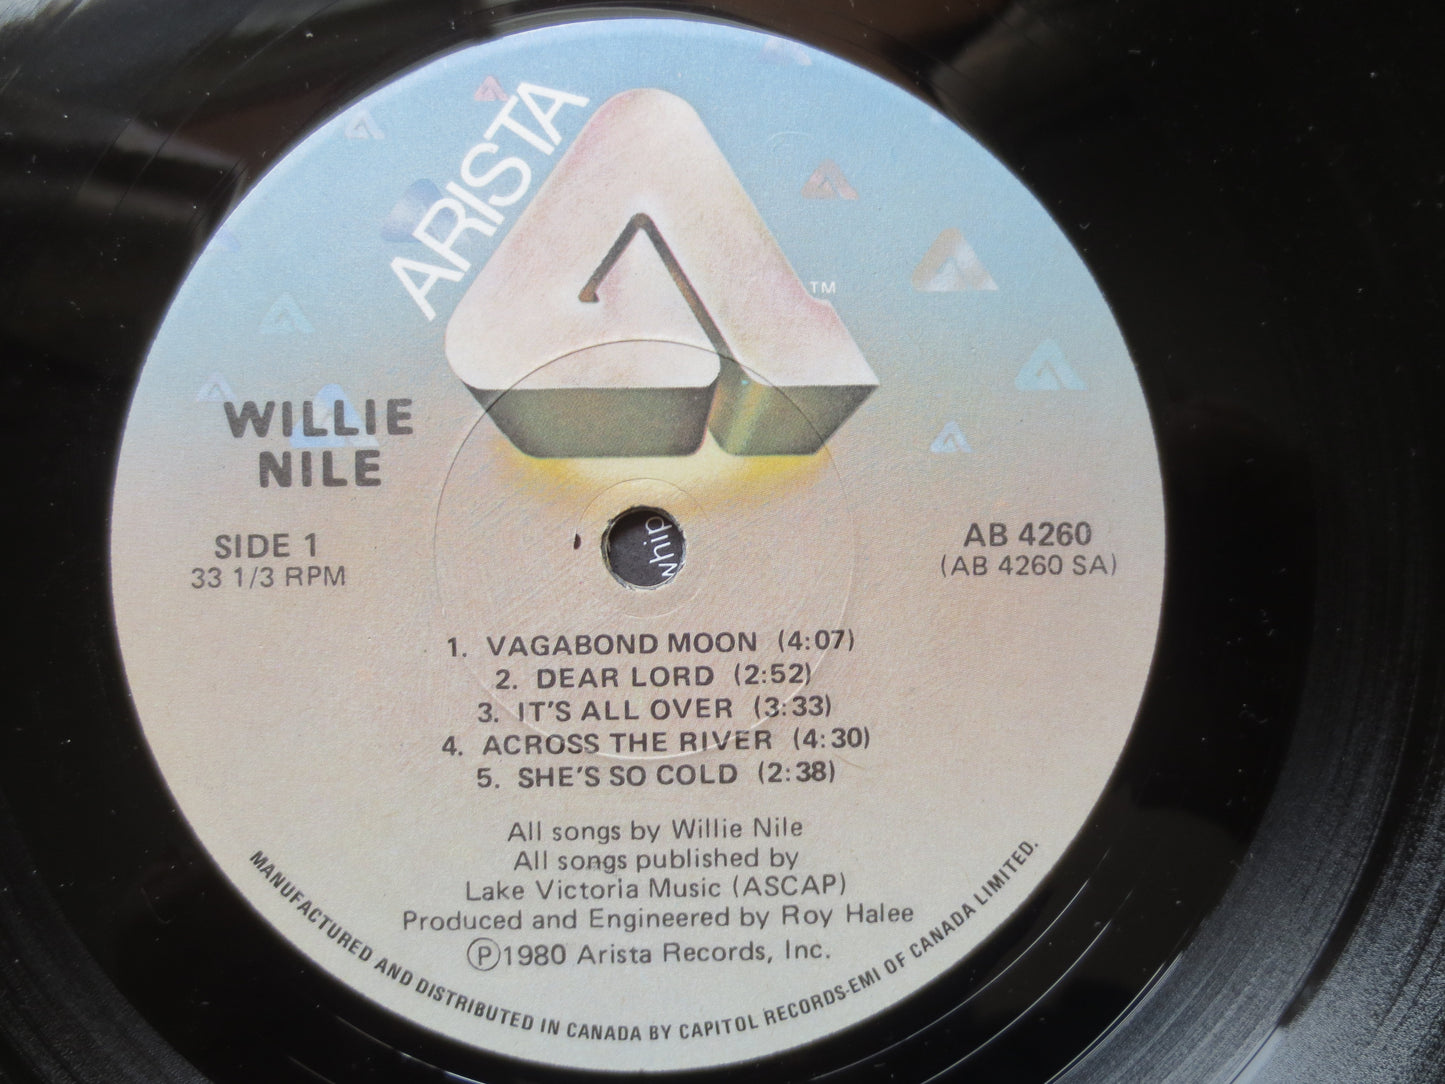 ARISTA
TM
WILLIE
NILE
SIDE 1
33 1/3 RPM
AB 4260
(AB 4260 SA)
whip
1. VAGABOND MOON (4:07)
2. DEAR LORD (2:52)
3. IT'S ALL OVER (3:33)
4. ACROSS THE RIVER (4:30)
5. SHE'S SO COLD (2:38)
All songs by Willie Nile
All songs published by
Lake Victoria Music (ASCAP)
Produced and Engineered by Roy Halee
Ⓟ1980 Arista Records, Inc.
MANUFACTURED AND DISTRIBUTED IN CANADA BY CAPITOL RECORDS-EMI OF CANADA LIMITED.